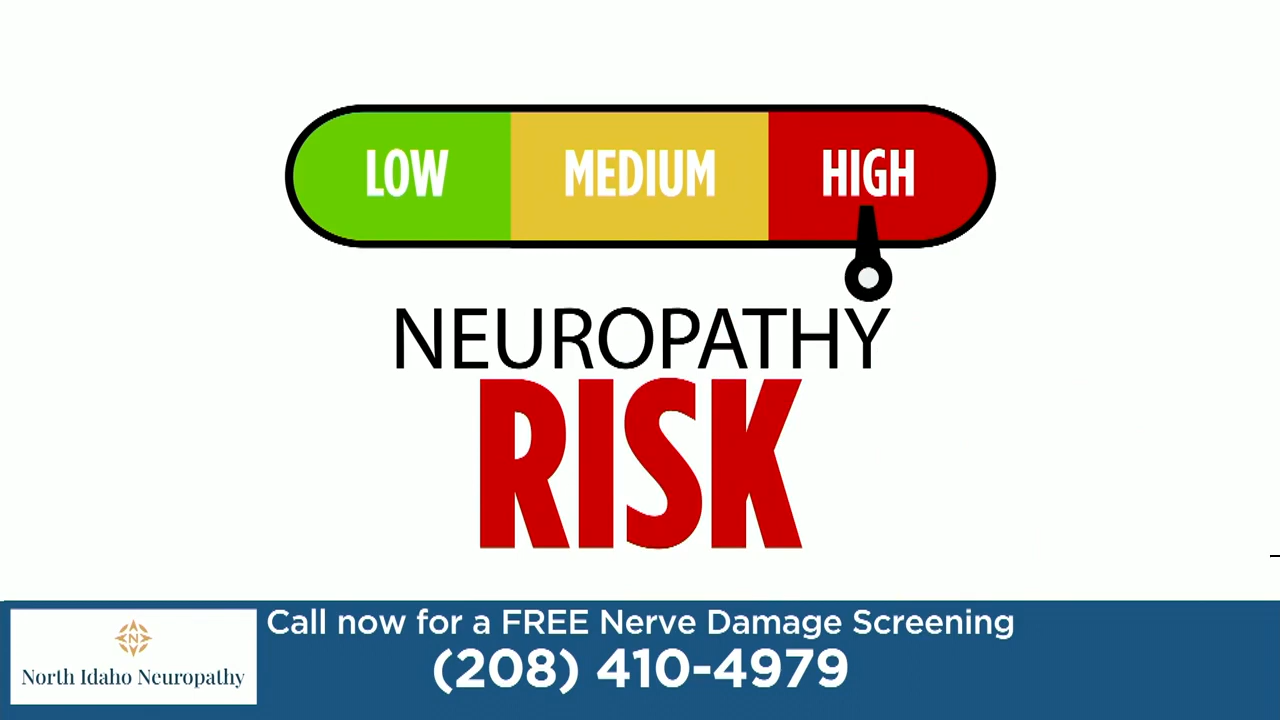 LOW MEDIUM HIGH
NEUROPATHY
RISK
Call now for a FREE Nerve Damage Screening
(208) 410-4979
N
North Idaho Neuropathy